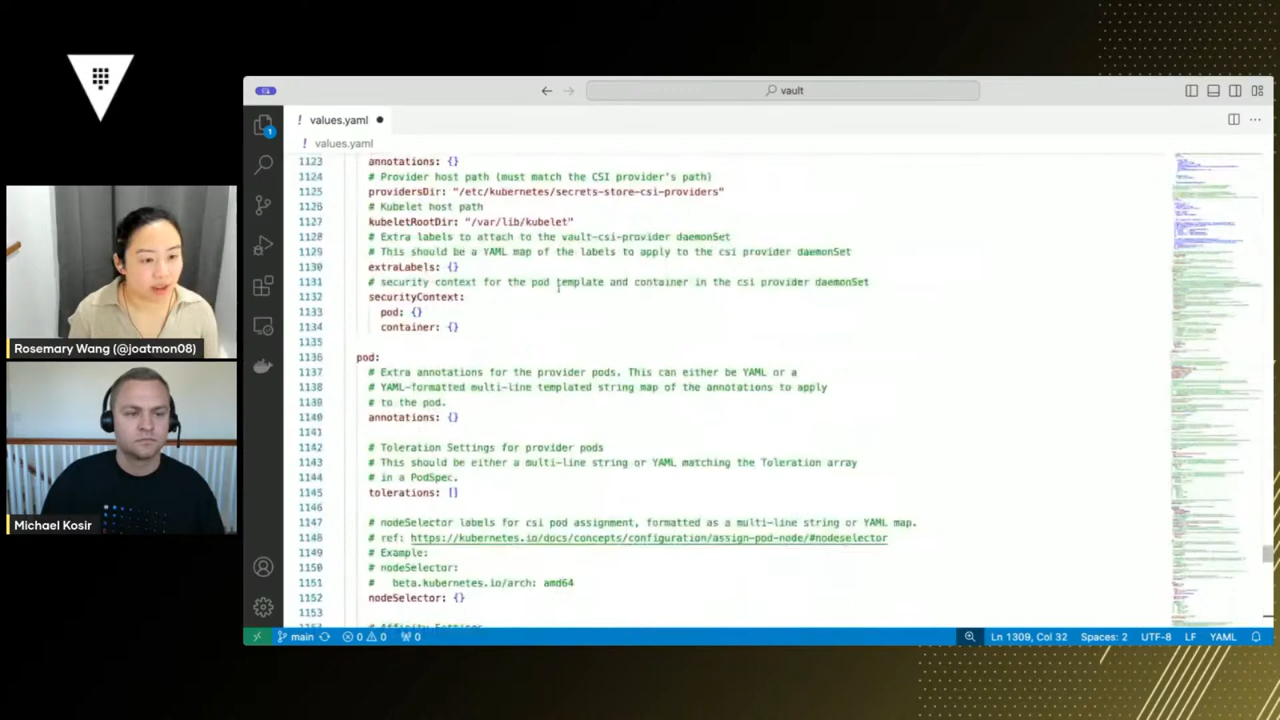 vault
values.yaml
values.yaml
1
1123 annotations: {}
1124 # Provider host path (must match the CSI provider's path)
1125 providersDir: "/etc/kubernetes/secrets-store-csi-providers"
1126 # Kubelet host path
1127 kubeletRootDir: "/var/lib/kubelet"
1128 # Extra labels to attach to the vault-csi-provider daemonSet
1129 # This should be a YAML map of the labels to apply to the csi provider daemonSet
1130 extraLabels: {}
1131 # security context for the pod template and container in the csi provider daemonSet
1132 securityContext:
1133 pod: {}
1134 container: {}
1135
1136 pod:
1137 # Extra annotations for the provider pods. This can either be YAML or a
1138 # YAML-formatted multi-line templated string map of the annotations to apply
1139 # to the pod.
1140 annotations: {}
1141
1142 # Toleration Settings for provider pods
1143 # This should be either a multi-line string or YAML matching the Toleration array
1144 # in a PodSpec.
1145 tolerations: []
1146
1147 # nodeSelector labels for csi pod assignment, formatted as a multi-line string or YAML map.
1148 # ref: https://kubernetes.io/docs/concepts/configuration/assign-pod-node/#nodeselector
1149 # Example:
1150 # nodeSelector:
1151 # beta.kubernetes.io/arch: amd64
1152 nodeSelector: {}
1153
# Affinity Settings
main 0 0 0 Ln 1309, Col 32 Spaces: 2 UTF-8 LF YAML
Rosemary Wang (@joatmon08)
Michael Kosir